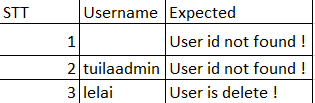 STT Username Expected
1 User id not found !
2 tuilaadmin User id not found !
3 lelai User is delete !